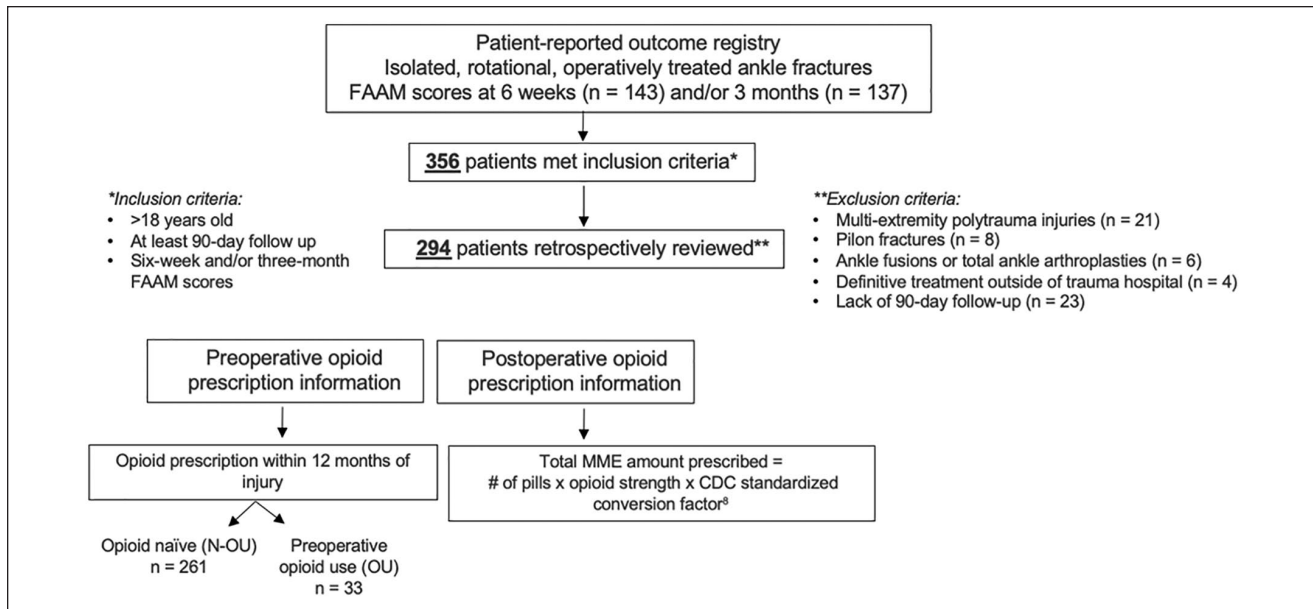 Patient-reported outcome registry
Isolated, rotational, operatively treated ankle fractures
FAAM scores at 6 weeks (n = 143) and/or 3 months (n = 137)
356 patients met inclusion criteria*
*Inclusion criteria:
• >18 years old
• At least 90-day follow up
• Six-week and/or three-month
FAAM scores
294 patients retrospectively reviewed**
**Exclusion criteria:
• Multi-extremity polytrauma injuries (n = 21)
• Pilon fractures (n = 8)
• Ankle fusions or total ankle arthroplasties (n = 6)
• Definitive treatment outside of trauma hospital (n = 4)
• Lack of 90-day follow-up (n = 23)
Preoperative opioid
prescription information
Postoperative opioid
prescription information
Opioid prescription within 12 months of
injury
Total MME amount prescribed =
# of pills x opioid strength x CDC standardized
conversion factor⁸
Opioid naïve (N-OU)
n = 261
Preoperative
opioid use (OU)
n = 33